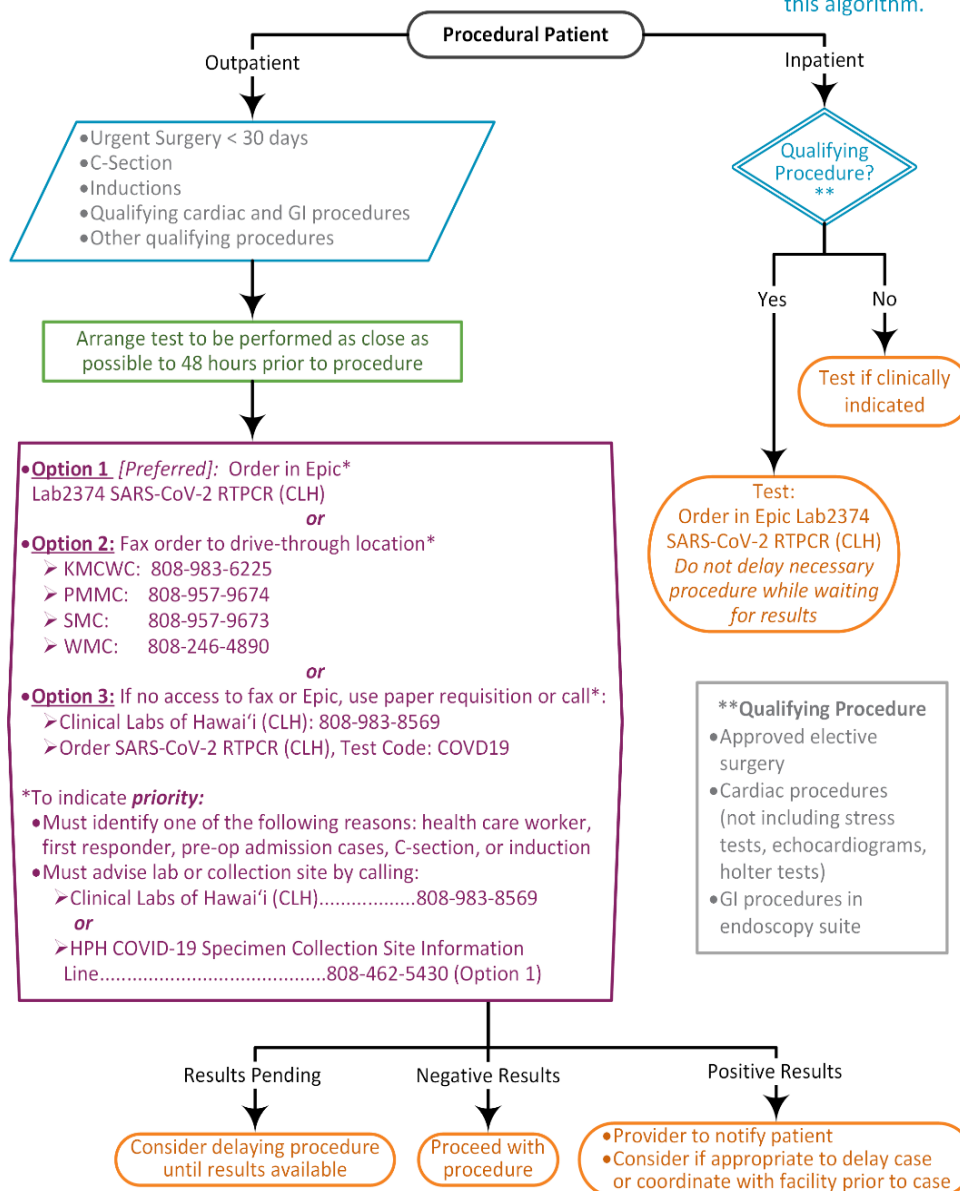 this algorithm.
Procedural Patient
Outpatient
Inpatient
•Urgent Surgery < 30 days
•C-Section
•Inductions
•Qualifying cardiac and GI procedures
•Other qualifying procedures
Qualifying
Procedure?
**
Yes
No
Arrange test to be performed as close as
possible to 48 hours prior to procedure
Test if clinically
indicated
•Option 1 [Preferred]: Order in Epic*
Lab2374 SARS-CoV-2 RTPCR (CLH)
or
•Option 2: Fax order to drive-through location*
➢ KMCWC: 808-983-6225
➢ PMMC: 808-957-9674
➢ SMC: 808-957-9673
➢ WMC: 808-246-4890
or
•Option 3: If no access to fax or Epic, use paper requisition or call*:
➢Clinical Labs of Hawai‘i (CLH): 808-983-8569
➢Order SARS-CoV-2 RTPCR (CLH), Test Code: COVD19
*To indicate priority:
•Must identify one of the following reasons: health care worker,
first responder, pre-op admission cases, C-section, or induction
•Must advise lab or collection site by calling:
➢Clinical Labs of Hawai‘i (CLH)..................808-983-8569
or
➢HPH COVID-19 Specimen Collection Site Information
Line........................................808-462-5430 (Option 1)
Test:
Order in Epic Lab2374
SARS-CoV-2 RTPCR (CLH)
Do not delay necessary
procedure while waiting
for results
**Qualifying Procedure
•Approved elective
surgery
•Cardiac procedures
(not including stress
tests, echocardiograms,
holter tests)
•GI procedures in
endoscopy suite
Results Pending
Negative Results
Positive Results
Consider delaying procedure
until results available
Proceed with
procedure
•Provider to notify patient
•Consider if appropriate to delay case
or coordinate with facility prior to case